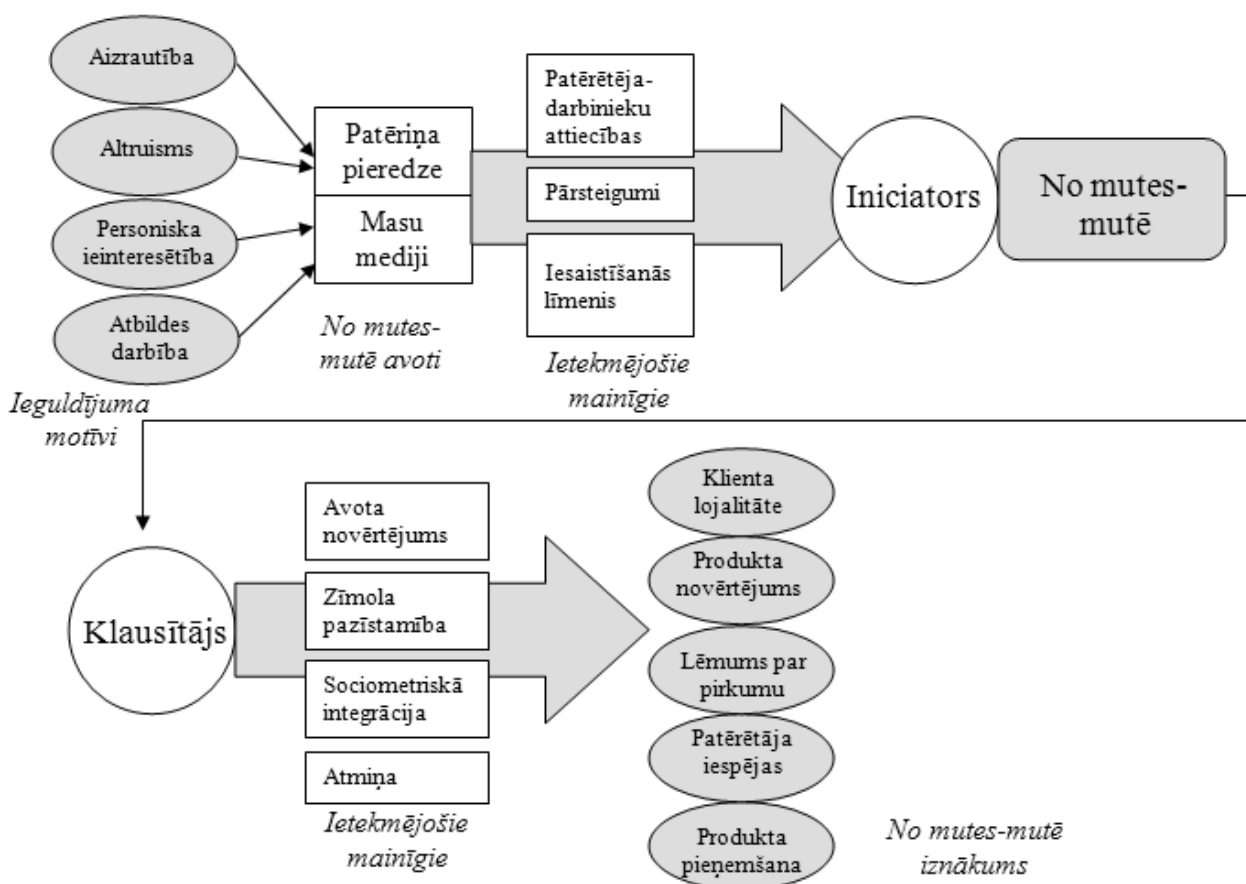 Aizrautība
Altruisms
Personiska
ieinteresētība
Atbildes
darbība
Ieguldījuma
motīvi
Patēriņa
pieredze
Masu
mediji
No mutes-
mutē avoti
Patērētēja-
darbinieku
attiecības
Pārsteigumi
Iesaistīšanās
līmenis
Ietekmējošie
mainīgie
Iniciators
No mutes-
mutē
Klausītājs
Avota
novērtējums
Zīmola
pazīstamība
Sociometriskā
integrācija
Atmiņa
Ietekmējošie
mainīgie
Klienta
lojalitāte
Produkta
novērtējums
Lēmums par
pirkumu
Patērētāja
iespējas
Produkta
pieņemšana
No mutes-mutē
iznākums